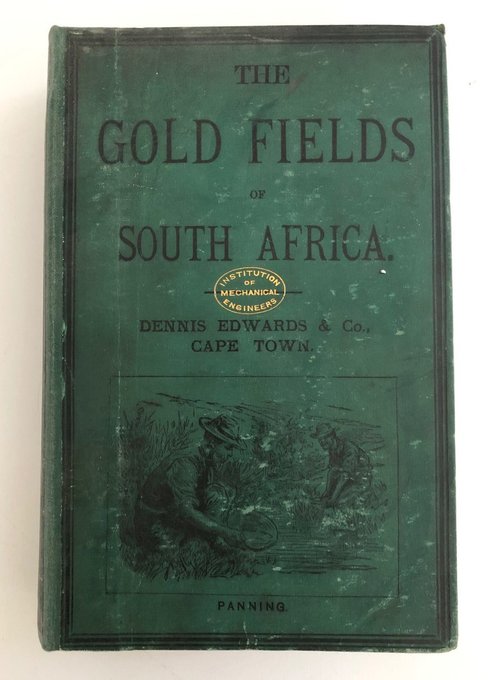 THE
GOLD FIELDS
OF
SOUTH AFRICA.
INSTITUTION
OF
MECHANICAL
ENGINEERS
DENNIS EDWARDS & Co.,
CAPE TOWN.
PANNING.